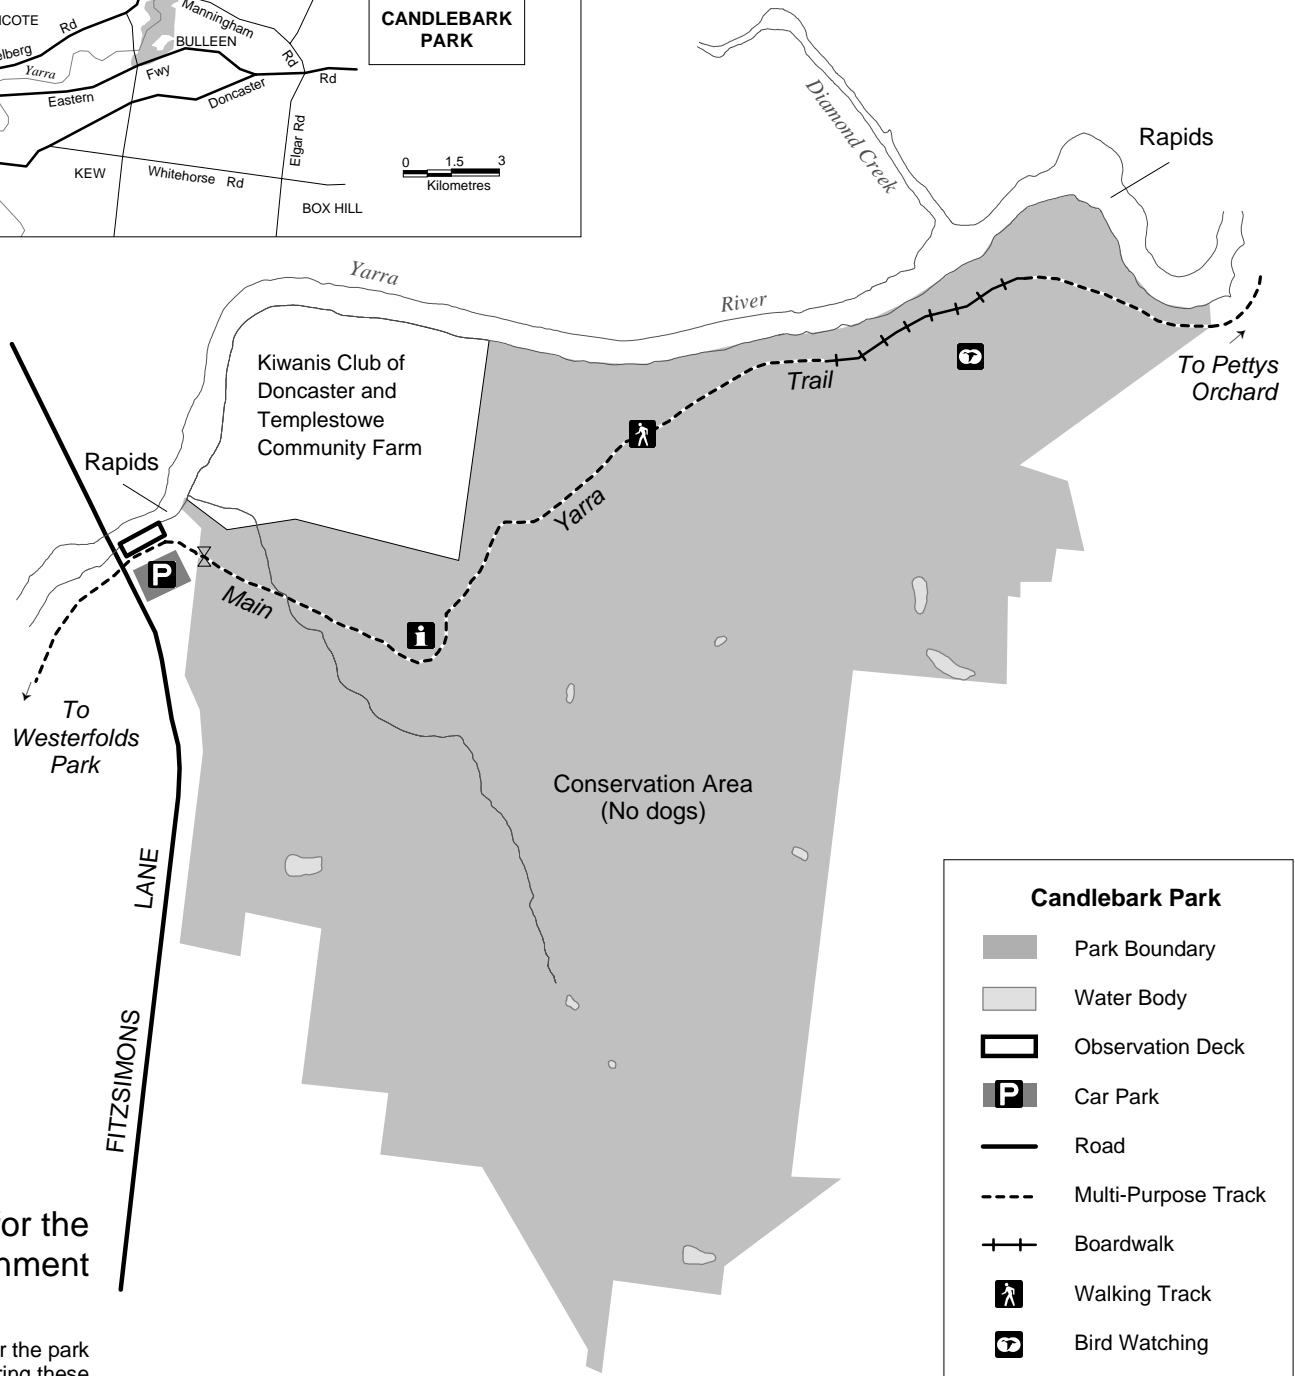 COTE
Rd
elberg
Yarra
Manningham
Rd
BULLEEN
Fwy
Eastern
Doncaster
Rd
Elgar Rd
KEW
Whitehorse Rd
BOX HILL
CANDLEBARK
PARK
0 1.5 3
Kilometres
Diamond Creek
Rapids
Yarra
River
Kiwanis Club of
Doncaster and
Templestowe
Community Farm
Trail
To Pettys
Orchard
Rapids
Yarra
P
Main
i
To
Westerfolds
Park
Conservation Area
(No dogs)
LANE
FITZSIMONS
Candlebark Park
Park Boundary
Water Body
Observation Deck
P Car Park
Road
Multi-Purpose Track
Boardwalk
Walking Track
Bird Watching
for the
nment
r the park
ring these